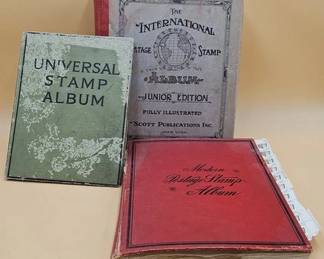 UNIVERSAL
STAMP
ALBUM
THE
INTERNATIONAL
POSTAGE STAMP
ALBUM
JUNIOR EDITION
FULLY ILLUSTRATED
SCOTT PUBLICATIONS INC.
Modern
Postage Stamp
Album